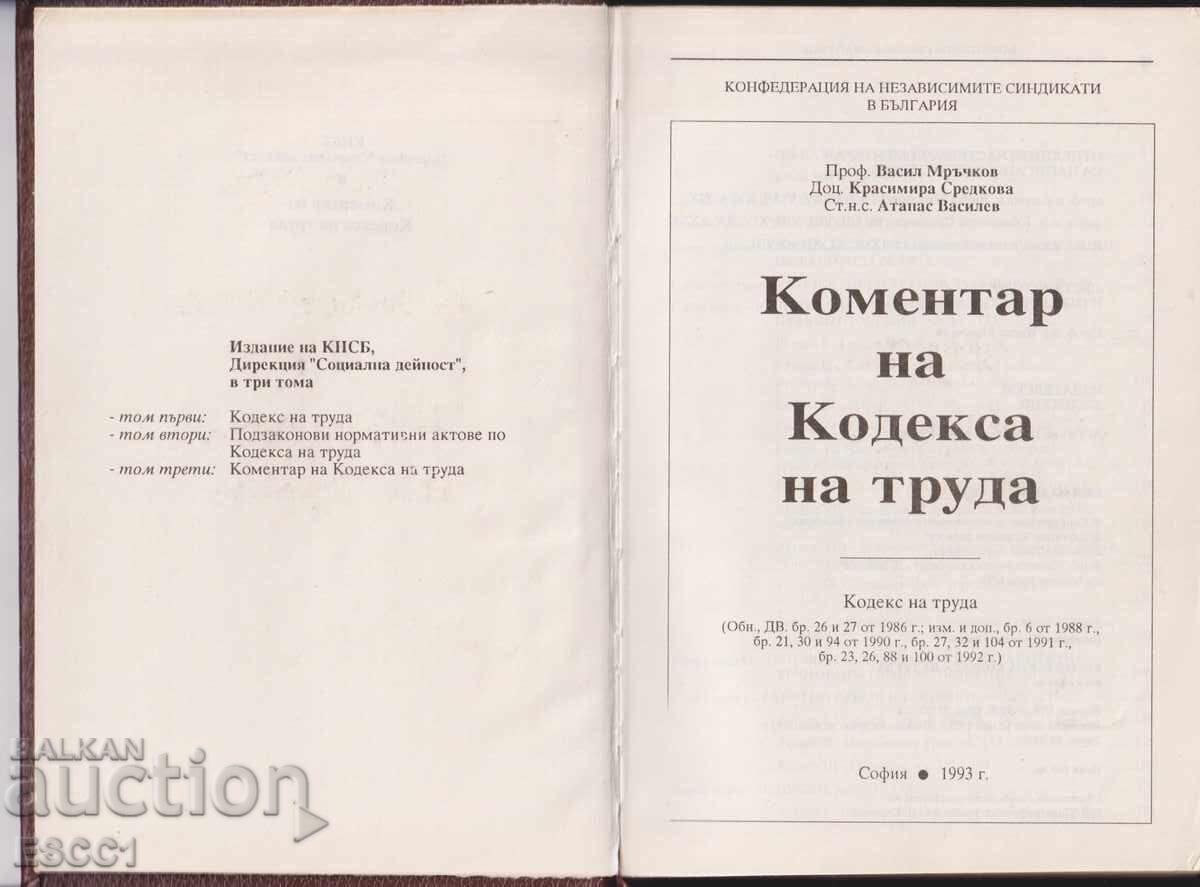 Издание на КНСБ,
Дирекция "Социална дейност",
в три тома
- том първи: Кодекс на труда
- том втори: Подзаконови нормативни актове по
Кодекса на труда
- том трети: Коментар на Кодекса на труда
КОНФЕДЕРАЦИЯ НА НЕЗАВИСИМИТЕ СИНДИКАТИ
В БЪЛГАРИЯ
Проф. Васил Мръчков
Доц. Красимира Средкова
Ст.н.с. Атанас Василев
Коментар
на
Кодекса
на труда
Кодекс на труда
(Обн., ДВ. бр. 26 и 27 от 1986 г.; изм. и доп., бр. 6 от 1988 г.,
бр. 21, 30 и 94 от 1990 г., бр. 27, 32 и 104 от 1991 г.,
бр. 23, 26, 88 и 100 от 1992 г.)
София ● 1993 г.
BALKAN
auction
ESCC1